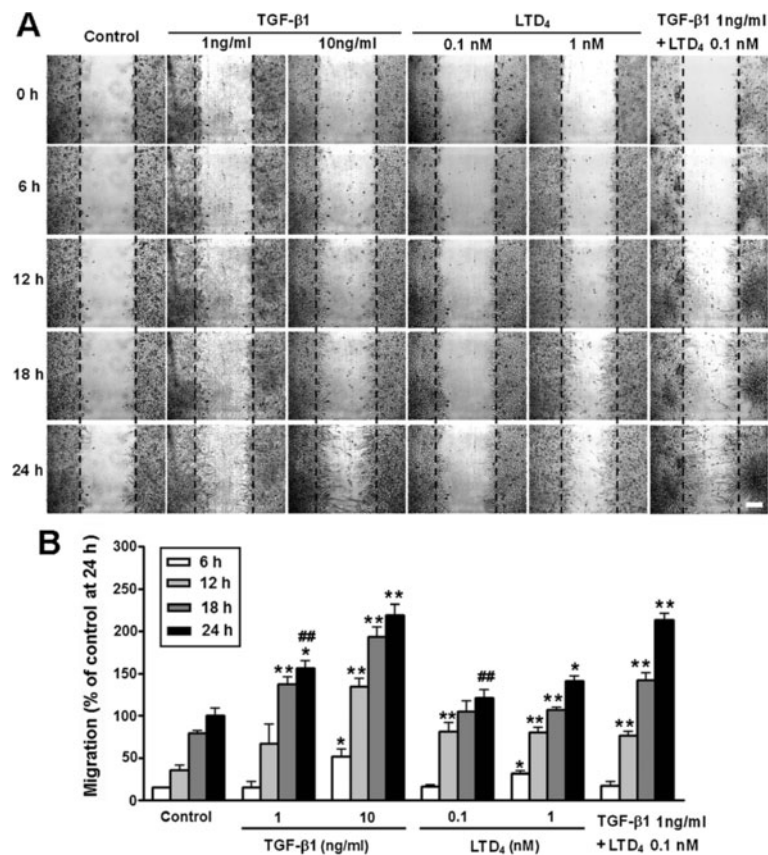 A
Control
TGF-β1
LTD₄
TGF-β1 1ng/ml
+ LTD₄ 0.1 nM
1ng/ml
10ng/ml
0.1 nM
1 nM
0 h
6 h
12 h
18 h
24 h
B
Migration (% of control at 24 h)
300
250
200
150
100
50
0
6 h
12 h
18 h
24 h
**
##
*
*
**
**
**
**
##
*
**
**
*
**
**
**
Control
1
10
TGF-β1 (ng/ml)
0.1
1
LTD₄ (nM)
TGF-β1 1ng/ml
+ LTD₄ 0.1 nM